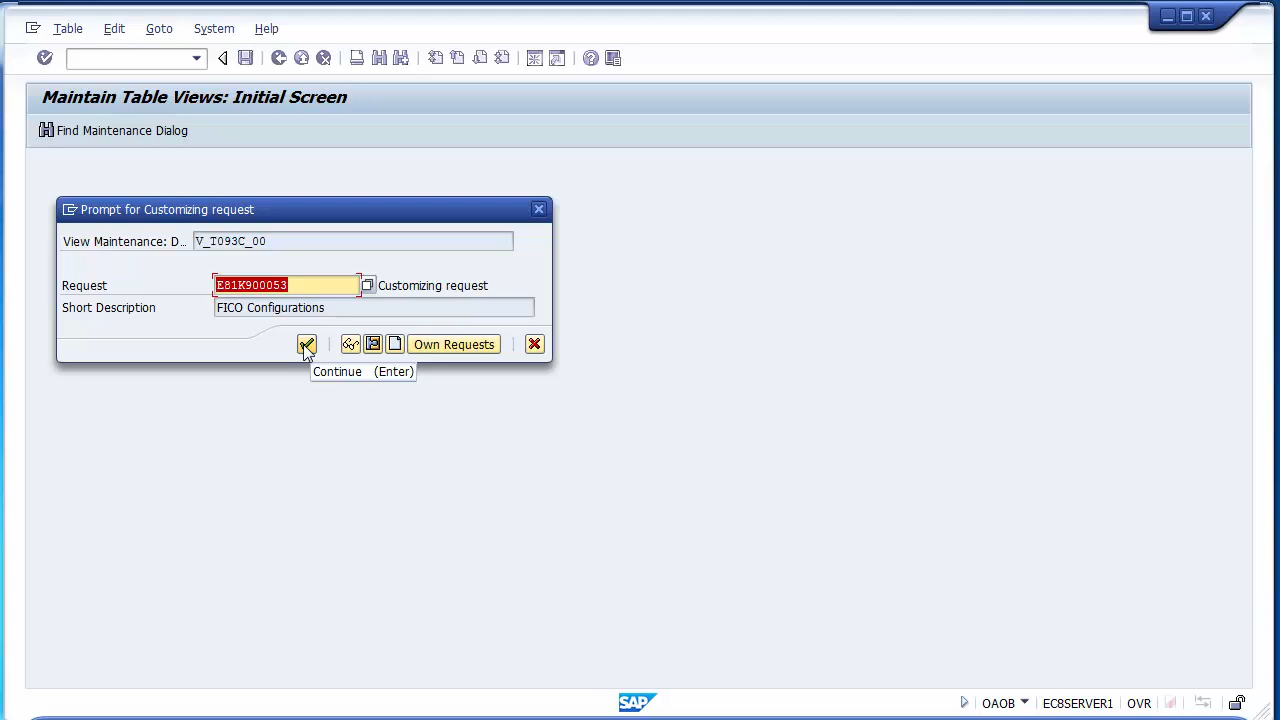 Table Edit Goto System Help
Maintain Table Views: Initial Screen
Find Maintenance Dialog
Prompt for Customizing request
View Maintenance: D... V_T093C_00
Request E81K900053 Customizing request
Short Description FICO Configurations
Own Requests
Continue (Enter)
SAP OAOB EC8SERVER1 OVR